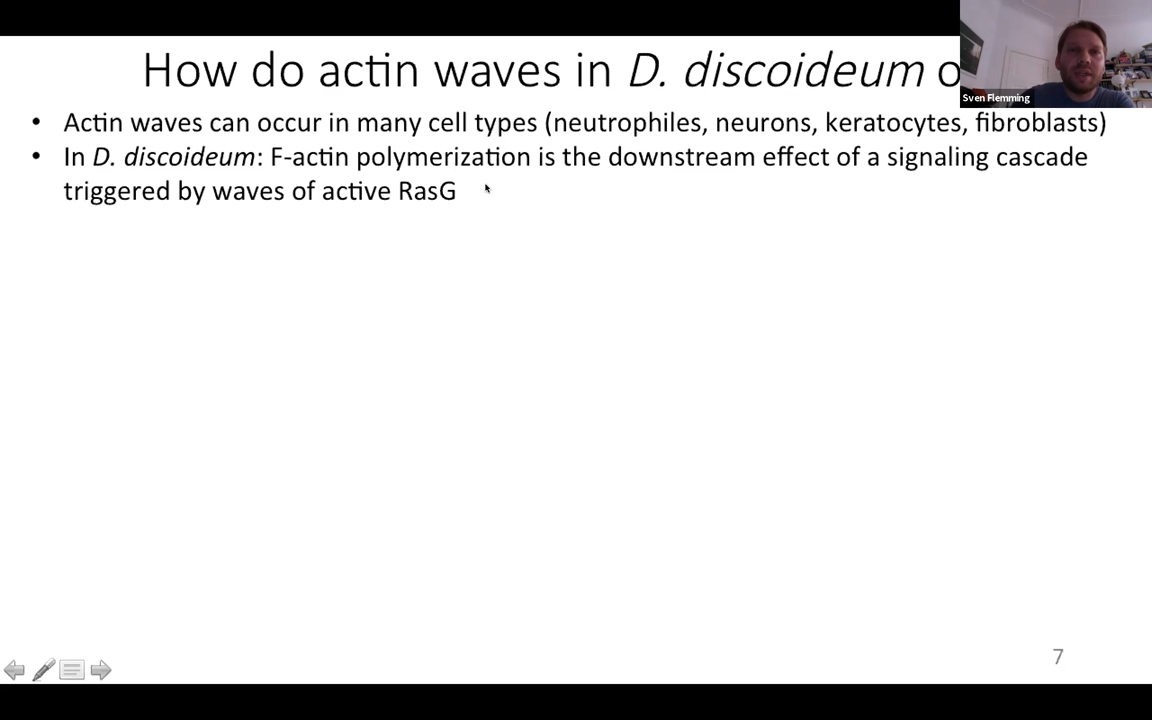 How do actin waves in D. discoideum o
Sven Flemming
• Actin waves can occur in many cell types (neutrophiles, neurons, keratocytes, fibroblasts)
• In D. discoideum: F-actin polymerization is the downstream effect of a signaling cascade
triggered by waves of active RasG
7